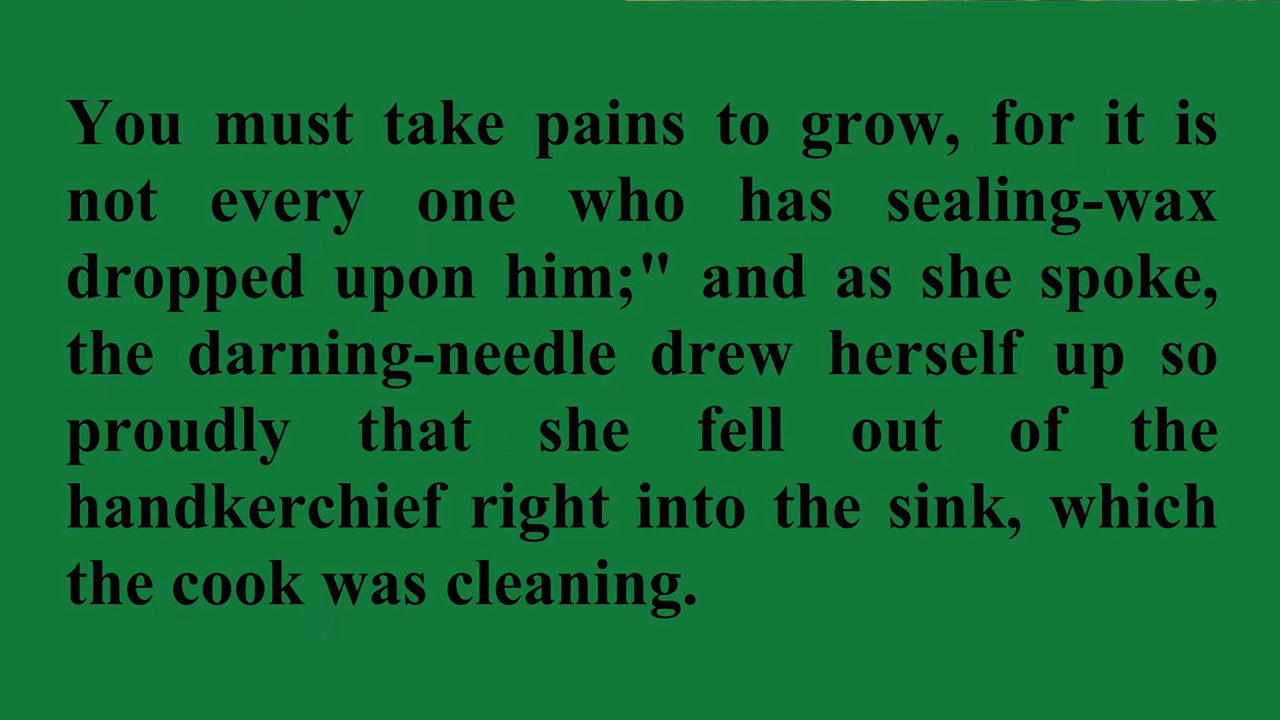 You must take pains to grow, for it is
not every one who has sealing-wax
dropped upon him;" and as she spoke,
the darning-needle drew herself up so
proudly that she fell out of the
handkerchief right into the sink, which
the cook was cleaning.